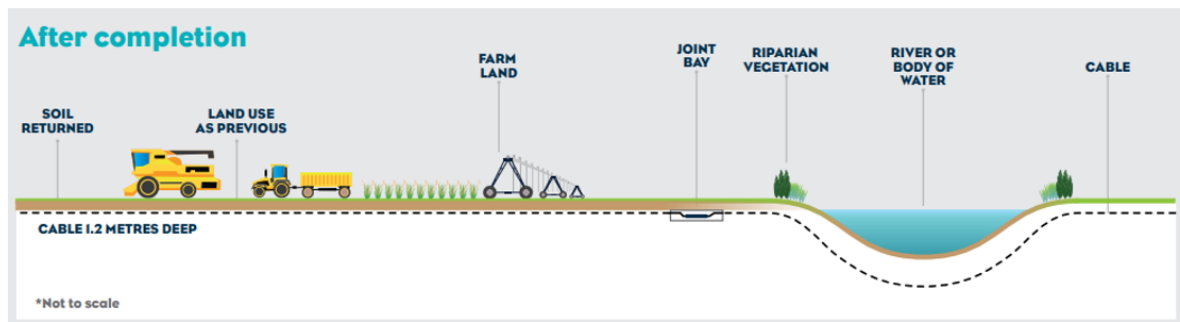 After completion
SOIL
RETURNED
LAND USE
AS PREVIOUS
FARM
LAND
JOINT
BAY
RIPARIAN
VEGETATION
RIVER OR
BODY OF
WATER
CABLE
CABLE 1.2 METRES DEEP
*Not to scale